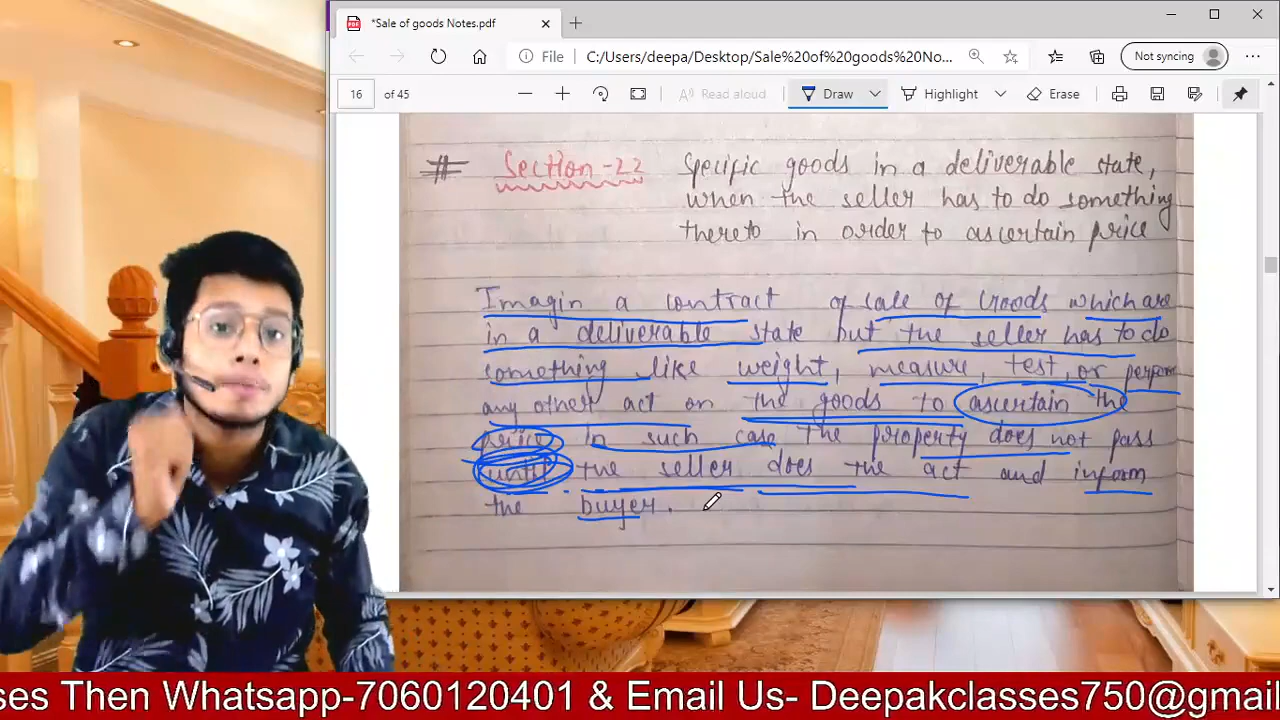 *Sale of goods Notes.pdf
File
C:/Users/deepa/Desktop/Sale%20of%20goods%20No...
Not syncing
16 of 45
Read aloud
Draw
Highlight
Erase
# Section-22 Specific goods in a deliverable state,
when the seller has to do something
thereto in order to ascertain price
Imagin a contract of sale of Goods which are
in a deliverable state but the seller has to do
something like weight, measure, test, or perform
any other act on the goods to ascertain the
price in such case the property does not pass
until the seller does the act and inform
the buyer.
ses Then Whatsapp-7060120401 & Email Us- Deepakclasses750@gmail